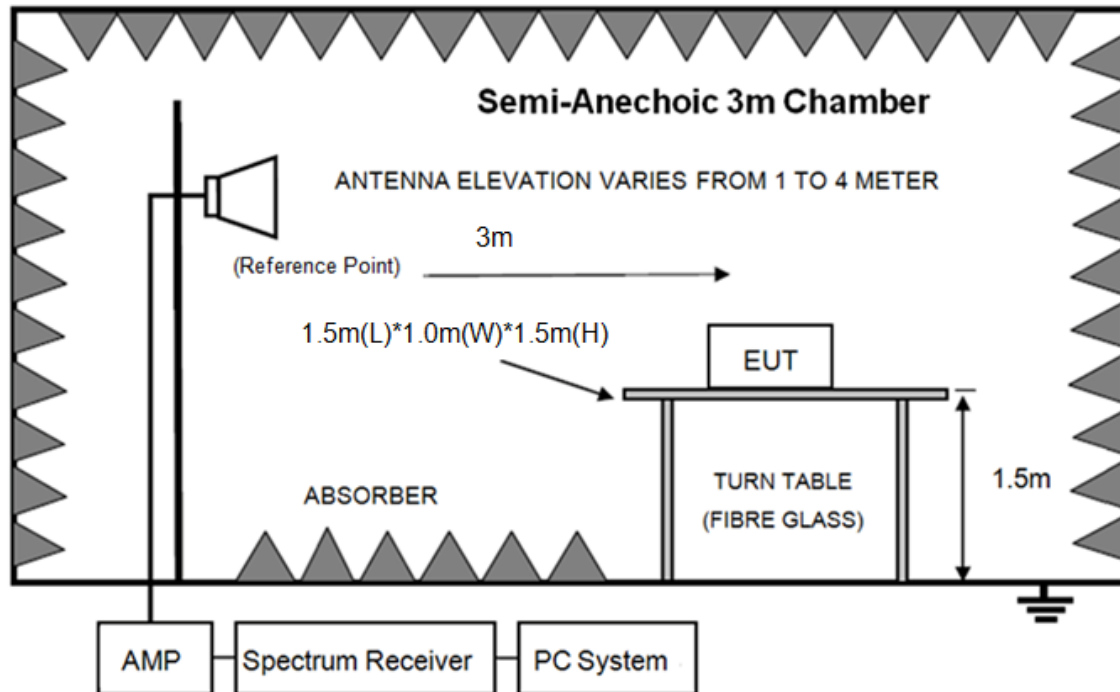 Semi-Anechoic 3m Chamber
ANTENNA ELEVATION VARIES FROM 1 TO 4 METER
3m
(Reference Point)
1.5m(L)*1.0m(W)*1.5m(H)
EUT
ABSORBER
TURN TABLE
(FIBRE GLASS)
1.5m
AMP
Spectrum Receiver
PC System